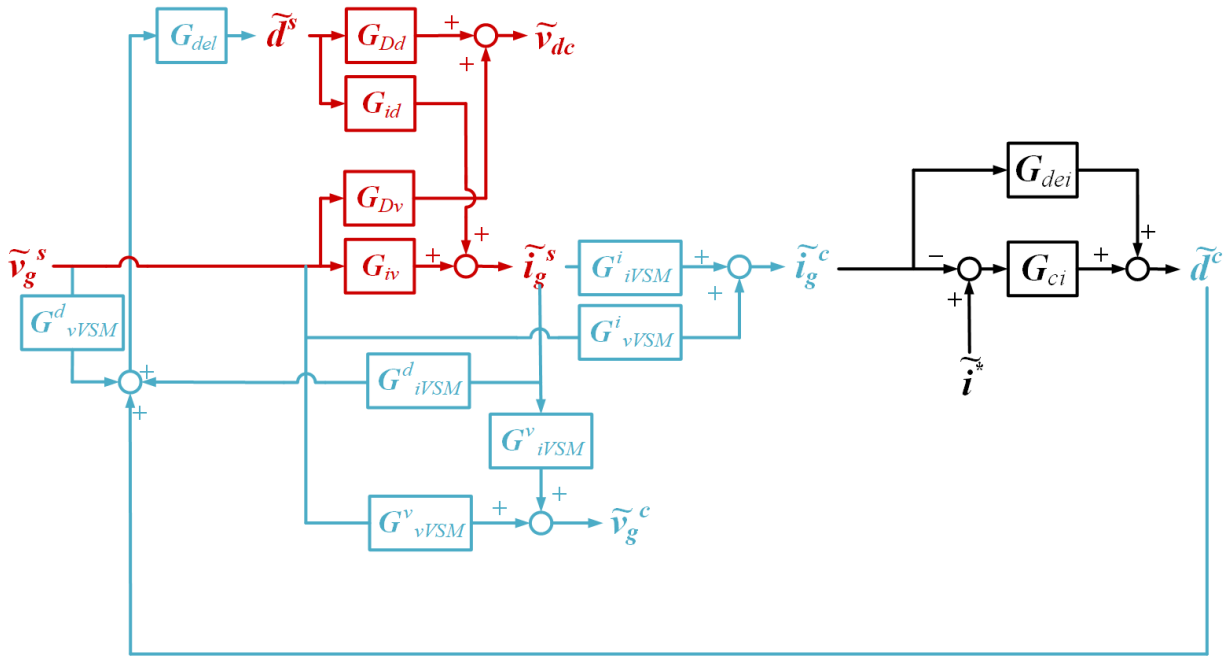 G_del
d̃^s
G_Dd
+
+
ṽ_dc
G_id
G_dei
G_Dv
+
+
ṽ_g^s
G_iv
+
ĩ_g^s
G^i_iVSM
+
+
ĩ_g^c
−
+
G_ci
+
d̃^c
G^d_vVSM
G^i_vVSM
ĩ^*
+
+
G^d_iVSM
G^v_iVSM
+
G^v_vVSM
+
ṽ_g^c